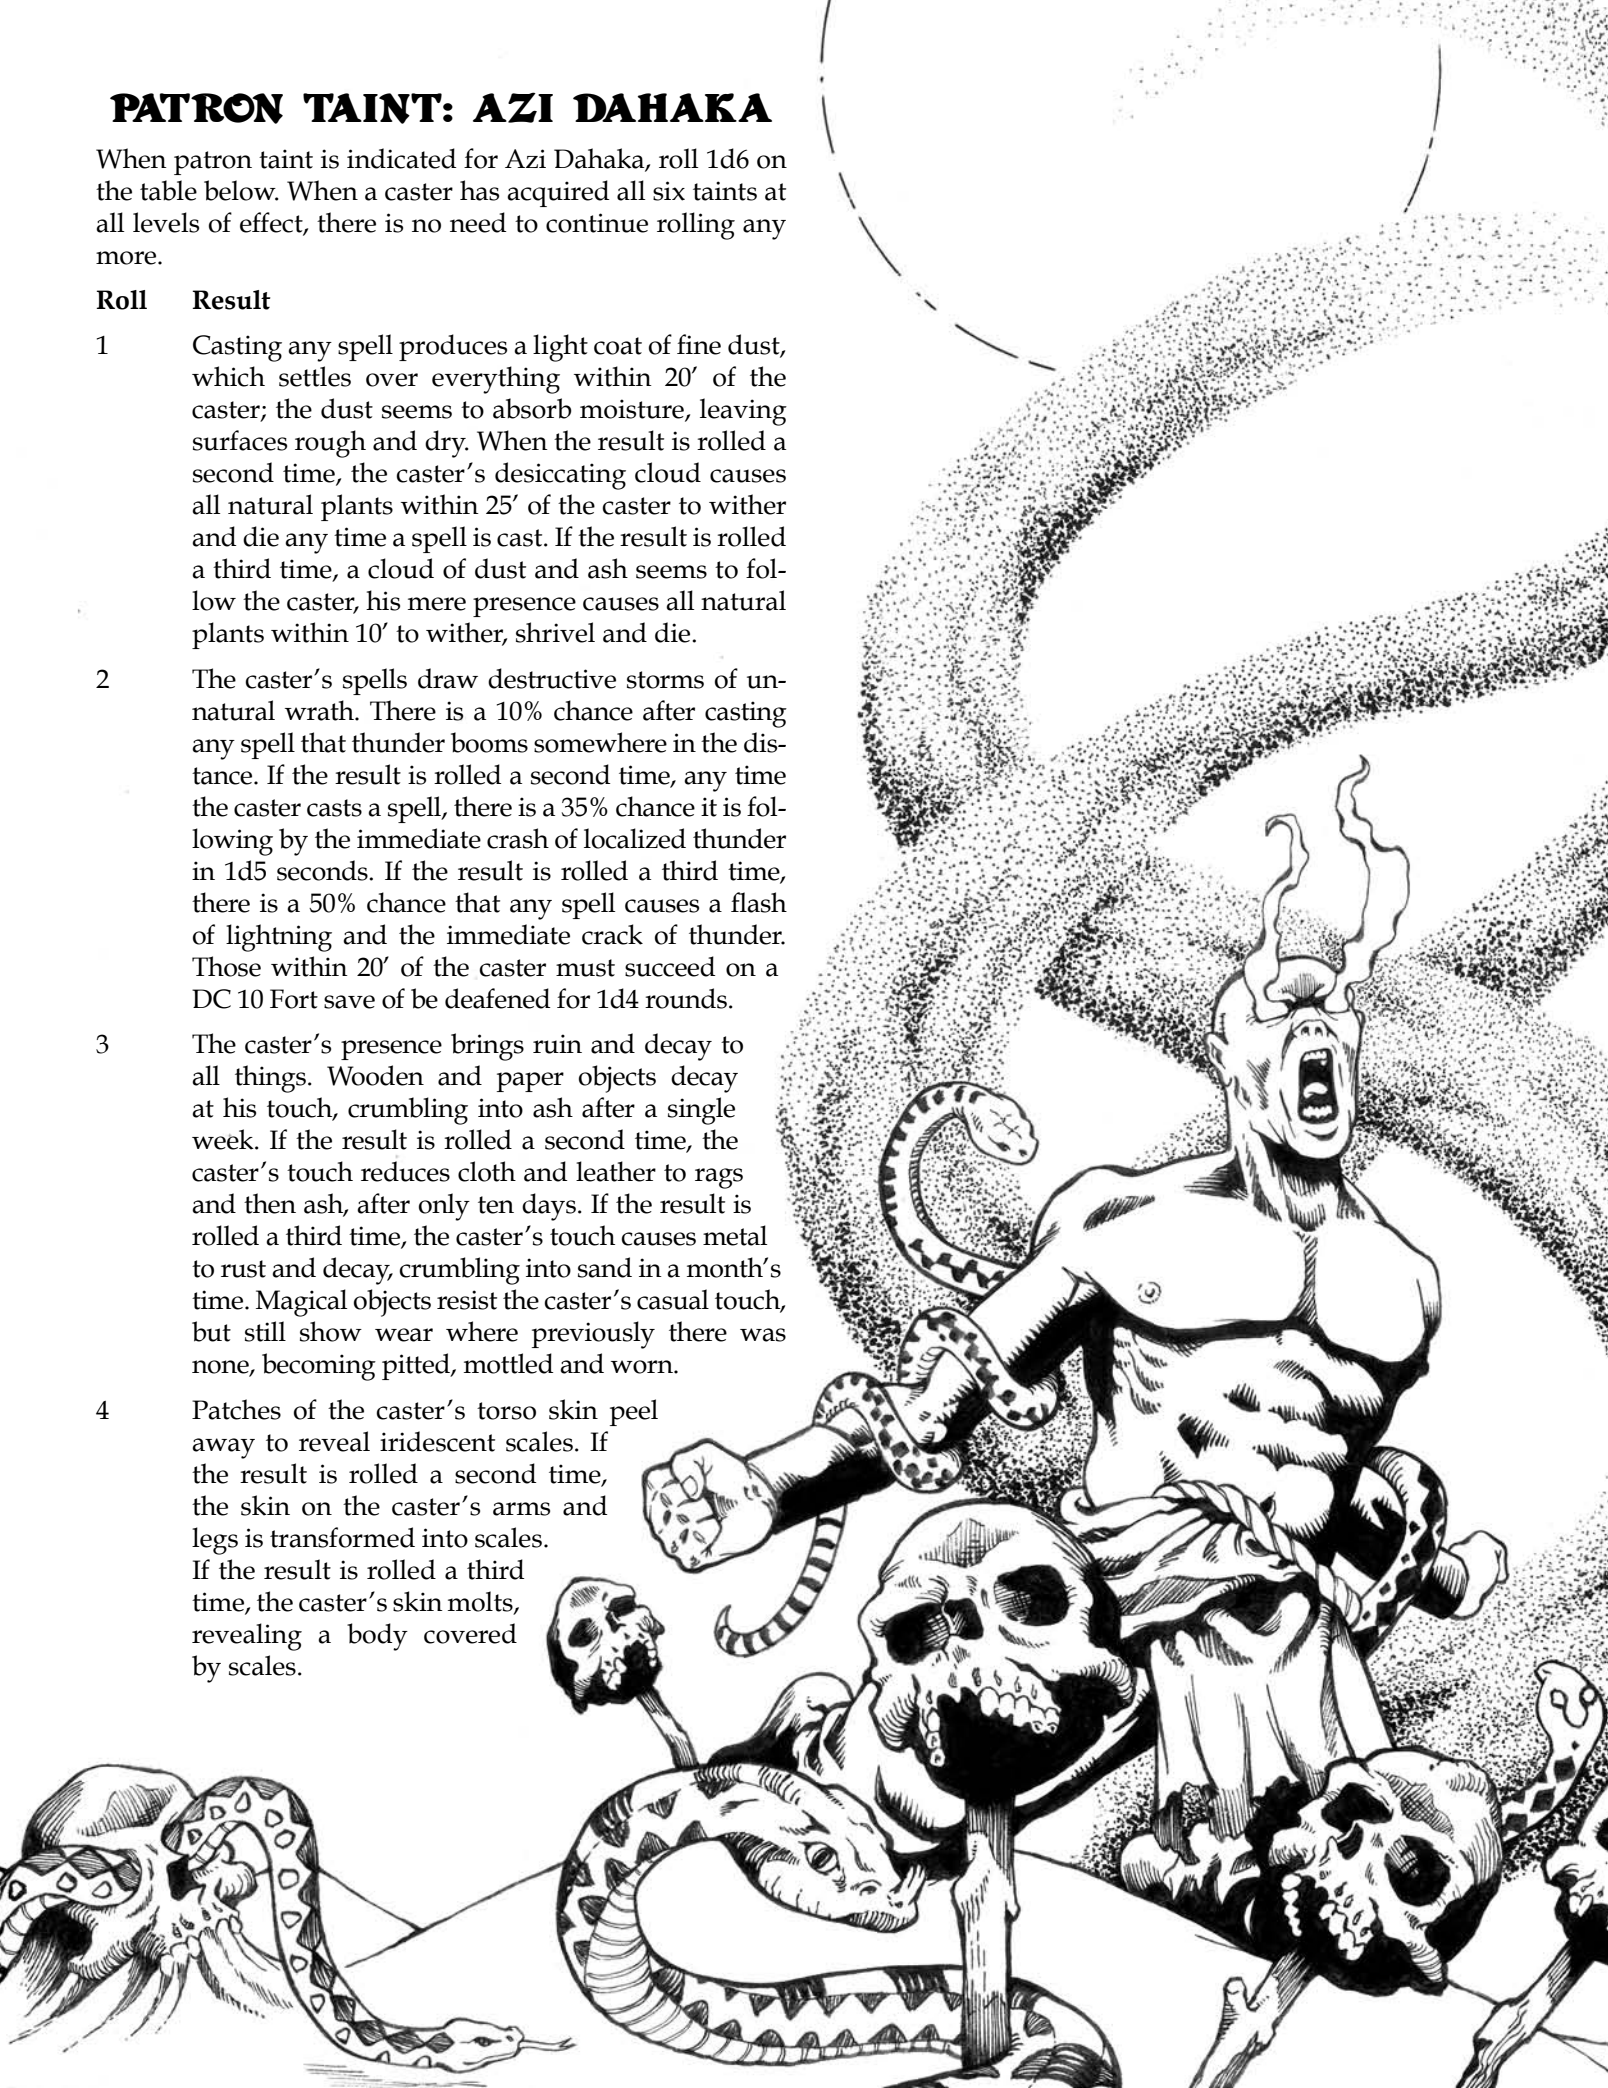 PATRON TAINT: AZI DAHAKA
When patron taint is indicated for Azi Dahaka, roll 1d6 on
the table below. When a caster has acquired all six taints at
all levels of effect, there is no need to continue rolling any
more.
Roll Result
1 Casting any spell produces a light coat of fine dust,
which settles over everything within 20′ of the
caster; the dust seems to absorb moisture, leaving
surfaces rough and dry. When the result is rolled a
second time, the caster's desiccating cloud causes
all natural plants within 25′ of the caster to wither
and die any time a spell is cast. If the result is rolled
a third time, a cloud of dust and ash seems to fol-
low the caster, his mere presence causes all natural
plants within 10′ to wither, shrivel and die.
2 The caster's spells draw destructive storms of un-
natural wrath. There is a 10% chance after casting
any spell that thunder booms somewhere in the dis-
tance. If the result is rolled a second time, any time
the caster casts a spell, there is a 35% chance it is fol-
lowing by the immediate crash of localized thunder
in 1d5 seconds. If the result is rolled a third time,
there is a 50% chance that any spell causes a flash
of lightning and the immediate crack of thunder.
Those within 20′ of the caster must succeed on a
DC 10 Fort save of be deafened for 1d4 rounds.
3 The caster's presence brings ruin and decay to
all things. Wooden and paper objects decay
at his touch, crumbling into ash after a single
week. If the result is rolled a second time, the
caster's touch reduces cloth and leather to rags
and then ash, after only ten days. If the result is
rolled a third time, the caster's touch causes metal
to rust and decay, crumbling into sand in a month's
time. Magical objects resist the caster's casual touch,
but still show wear where previously there was
none, becoming pitted, mottled and worn.
4 Patches of the caster's torso skin peel
away to reveal iridescent scales. If
the result is rolled a second time,
the skin on the caster's arms and
legs is transformed into scales.
If the result is rolled a third
time, the caster's skin molts,
revealing a body covered
by scales.